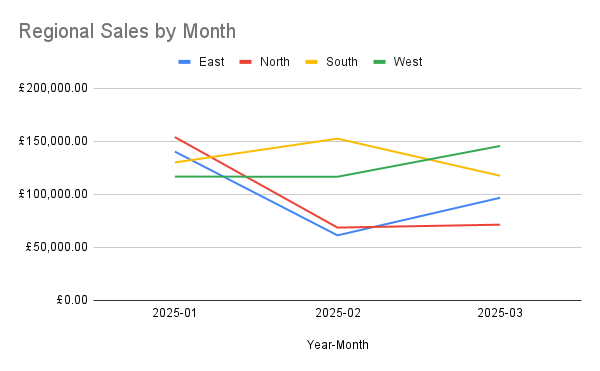 Regional Sales by Month
East North South West
£200,000.00
£150,000.00
£100,000.00
£50,000.00
£0.00
2025-01 2025-02 2025-03
Year-Month